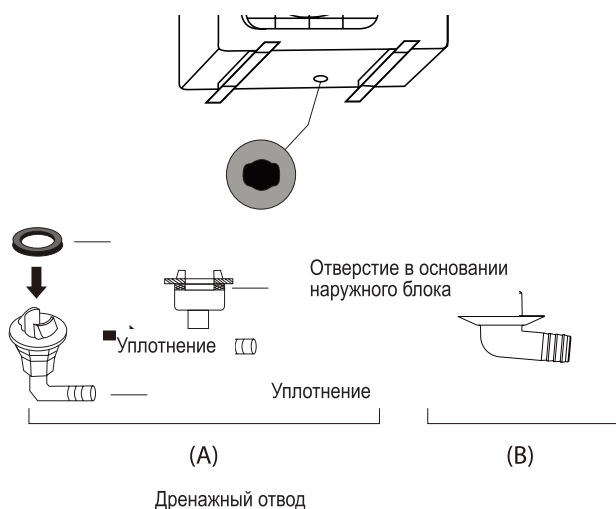 Отверстие в основании
наружного блока
Уплотнение
Уплотнение
(A)
(B)
Дренажный отвод